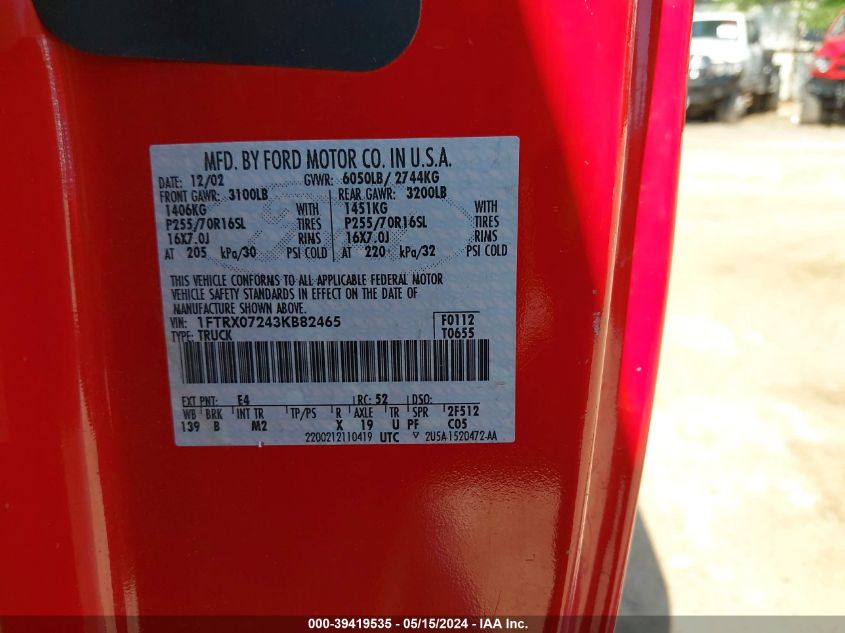 MFD. BY FORD MOTOR CO. IN U.S.A.
DATE: 12/02 GVWR: 6050LB/ 2744KG
FRONT GAWR: 3100LB REAR GAWR: 3200LB
1406KG WITH 1451KG WITH
P255/70R16SL TIRES P255/70R16SL TIRES
16X7.0J RIMS 16X7.0J RIMS
AT 205 kPa/30 PSI COLD AT 220 kPa/32 PSI COLD
THIS VEHICLE CONFORMS TO ALL APPLICABLE FEDERAL MOTOR
VEHICLE SAFETY STANDARDS IN EFFECT ON THE DATE OF
MANUFACTURE SHOWN ABOVE.
VIN: 1FTRX07243KB82465 F0112
TYPE: TRUCK T0655
EXT PNT: E4 RC: 52 DSO:
WB BRK INT TR TP/PS R AXLE TR SPR 2F512
139 B M2 X 19 U PF C05
2200212110419 UTC ▽ 2U5A-1520472-AA
000-39419535 - 05/15/2024 - IAA Inc.